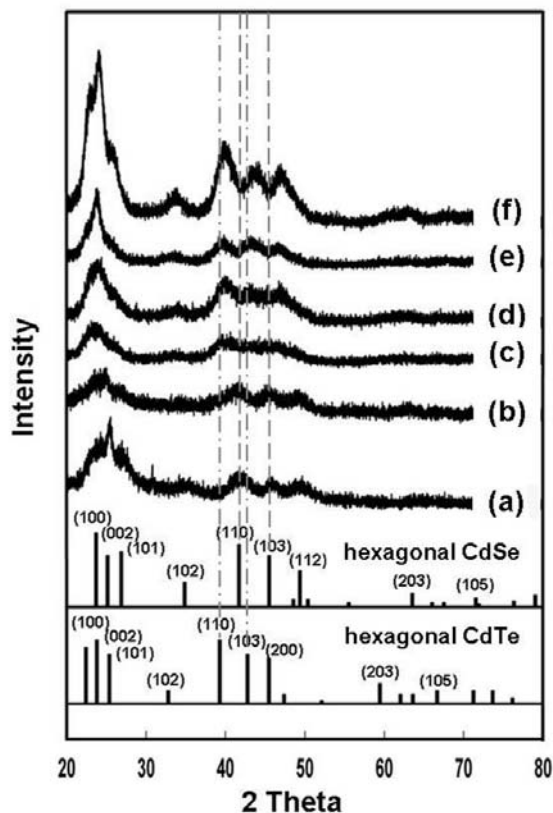 (f)
(e)
(d)
(c)
(b)
(a)
Intensity
(100)
(002)
(101)
(102)
(110)
(103)
(112)
hexagonal CdSe
(203)
(105)
(100)
(002)
(101)
(102)
(110)
(103)
(200)
hexagonal CdTe
(203)
(105)
20 30 40 50 60 70 80
2 Theta